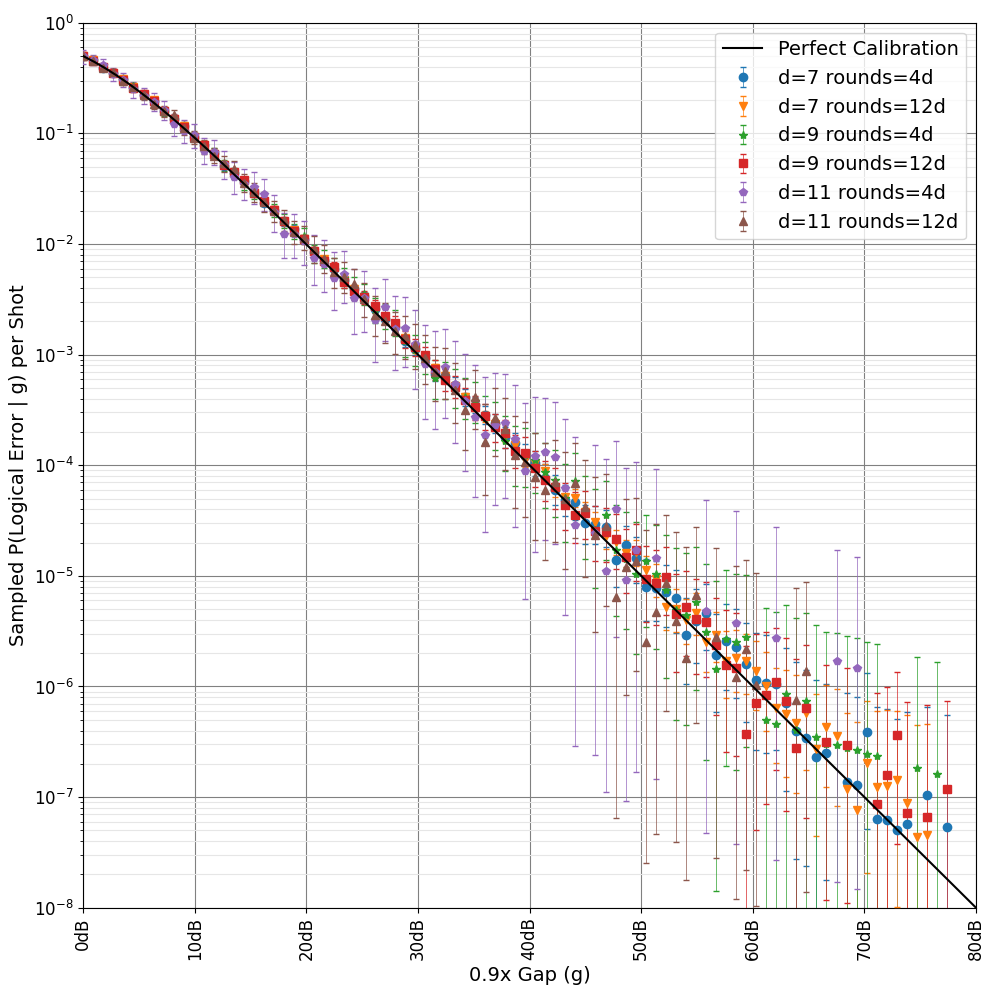 10⁰
10⁻¹
10⁻²
10⁻³
10⁻⁴
10⁻⁵
10⁻⁶
10⁻⁷
10⁻⁸
Sampled P(Logical Error | g) per Shot
Perfect Calibration
d=7 rounds=4d
d=7 rounds=12d
d=9 rounds=4d
d=9 rounds=12d
d=11 rounds=4d
d=11 rounds=12d
0dB 10dB 20dB 30dB 40dB 50dB 60dB 70dB 80dB
0.9x Gap (g)